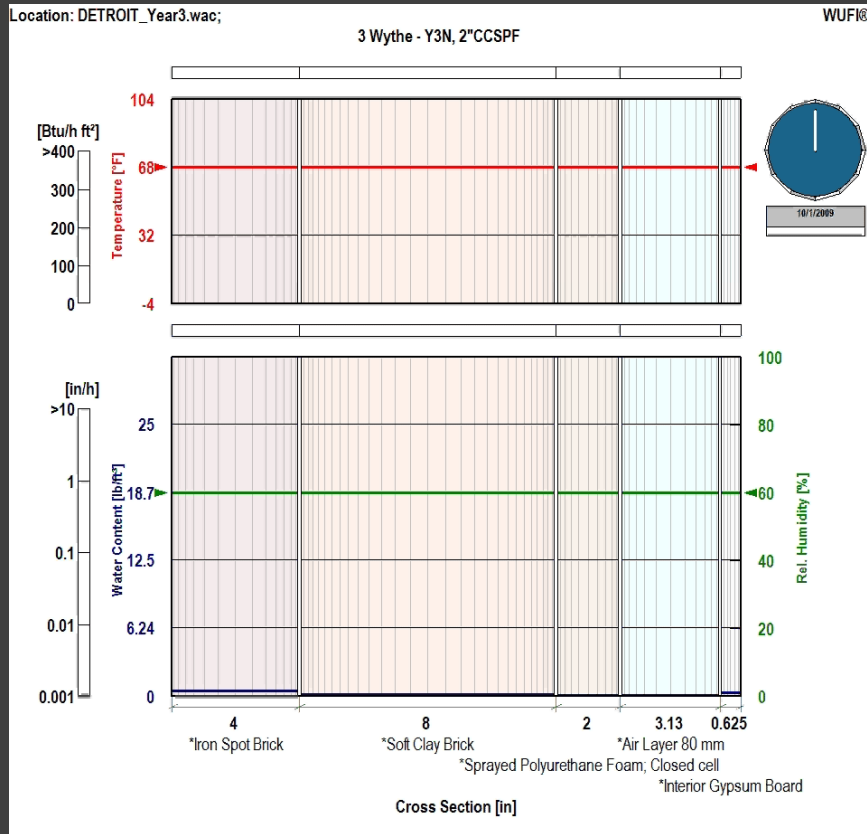 Location: DETROIT_Year3.wac;
WUFI®
3 Wythe - Y3N, 2"CCSPF
[Btu/h ft²]
>400
300
200
100
0
Temperature [°F]
104
68
32
-4
10/1/2009
[in/h]
>10
1
0.1
0.01
0.001
Water Content [lb/ft³]
25
18.7
12.5
6.24
0
100
80
60
40
20
0
Rel. Humidity [%]
4 8 2 3.13 0.625
*Iron Spot Brick *Soft Clay Brick *Air Layer 80 mm
*Sprayed Polyurethane Foam; Closed cell
*Interior Gypsum Board
Cross Section [in]